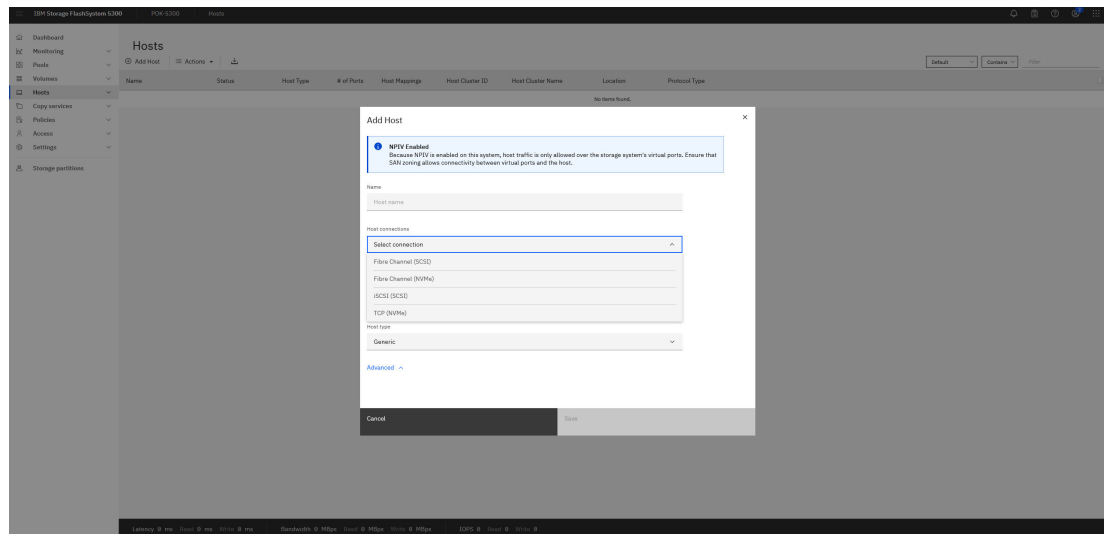 IBM Storage FlashSystem 5300 POK-5300 Hosts
Dashboard
Monitoring
Pools
Volumes
Hosts
Copy services
Policies
Access
Settings
Storage partitions
Hosts
Add Host Actions
Default Contains Filter
Name Status Host Type # of Ports Host Mappings Host Cluster ID Host Cluster Name Location Protocol Type
No items found.
Add Host
NPIV Enabled
Because NPIV is enabled on this system, host traffic is only allowed over the storage system's virtual ports. Ensure that
SAN zoning allows connectivity between virtual ports and the host.
Name
Host name
Host connections
Select connection
Fibre Channel (SCSI)
Fibre Channel (NVMe)
iSCSI (SCSI)
TCP (NVMe)
Host type
Generic
Advanced
Cancel Save
Latency 0 ms Read 0 ms Write 0 ms Bandwidth 0 MBps Read 0 MBps Write 0 MBps IOPS 0 Read 0 Write 0